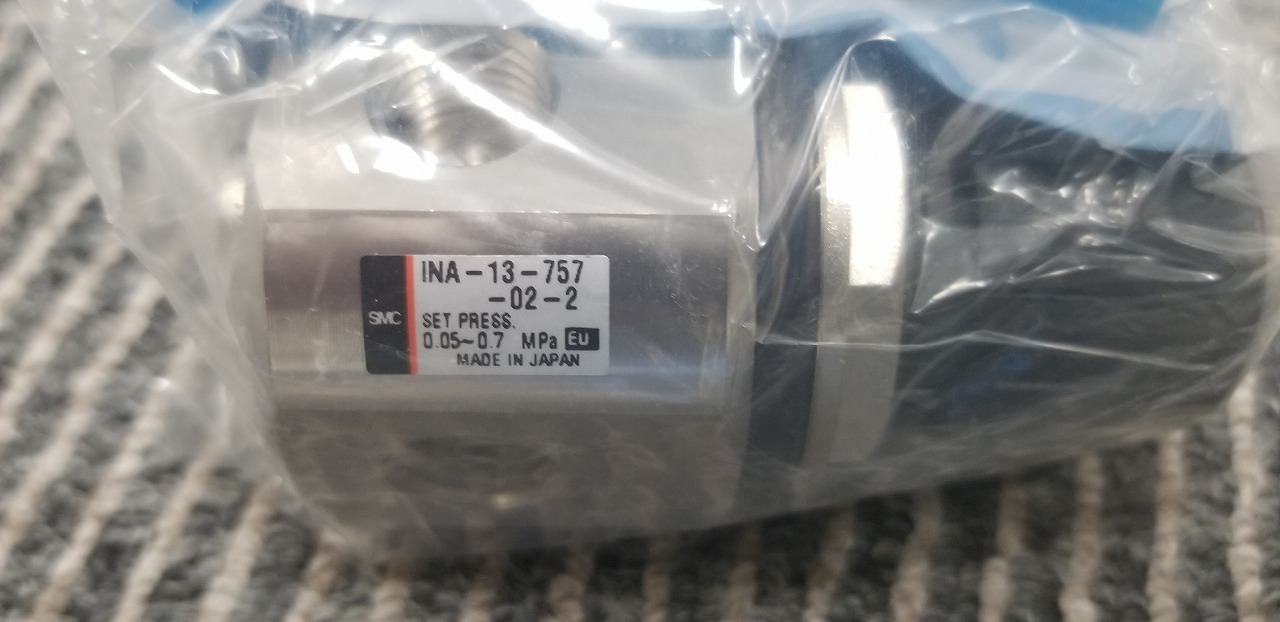 INA-13-757
-02-2
SMC
SET PRESS.
0.05~0.7 MPa EU
MADE IN JAPAN